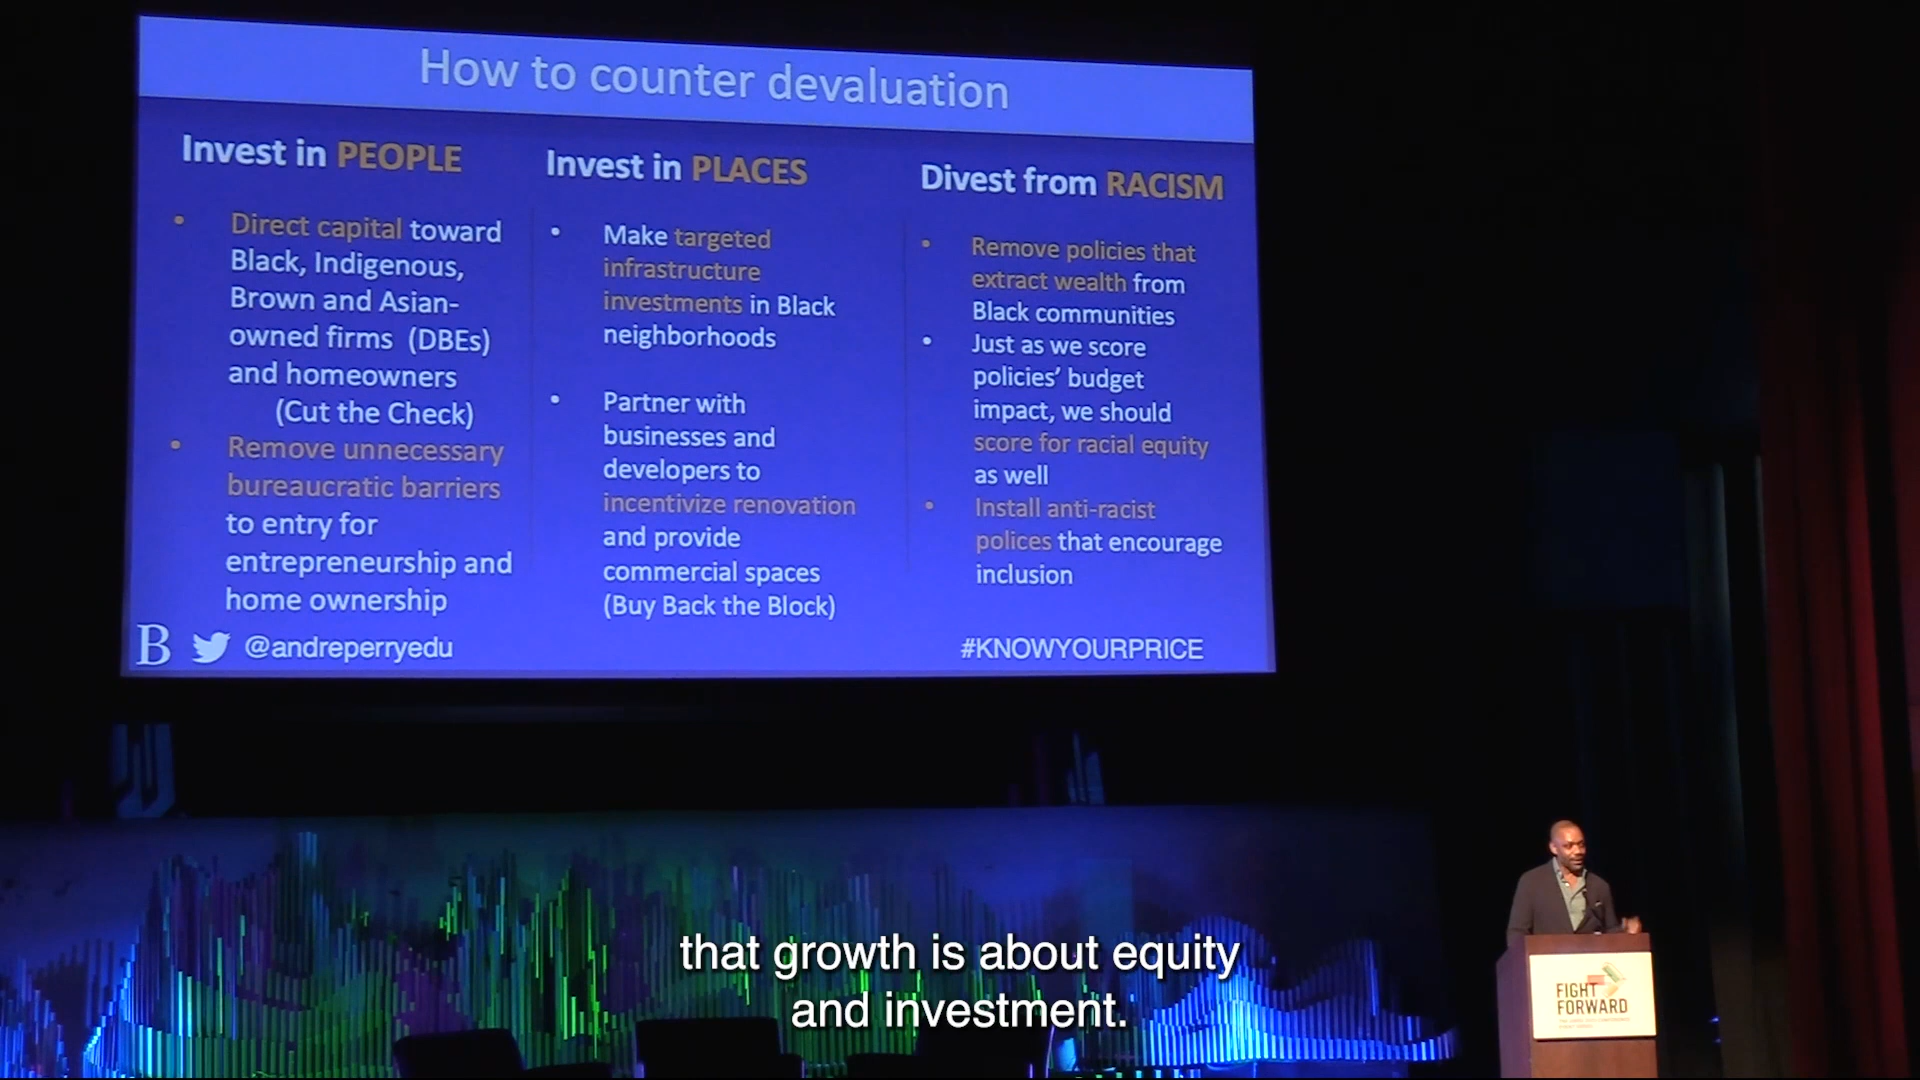 How to counter devaluation
Invest in PEOPLE
• Direct capital toward
Black, Indigenous,
Brown and Asian-
owned firms (DBEs)
and homeowners
(Cut the Check)
• Remove unnecessary
bureaucratic barriers
to entry for
entrepreneurship and
home ownership
Invest in PLACES
• Make targeted
infrastructure
investments in Black
neighborhoods
• Partner with
businesses and
developers to
incentivize renovation
and provide
commercial spaces
(Buy Back the Block)
Divest from RACISM
• Remove policies that
extract wealth from
Black communities
• Just as we score
policies’ budget
impact, we should
score for racial equity
as well
• Install anti-racist
polices that encourage
inclusion
B @andreperryedu
#KNOWYOURPRICE
FIGHT
FORWARD
that growth is about equity
and investment.